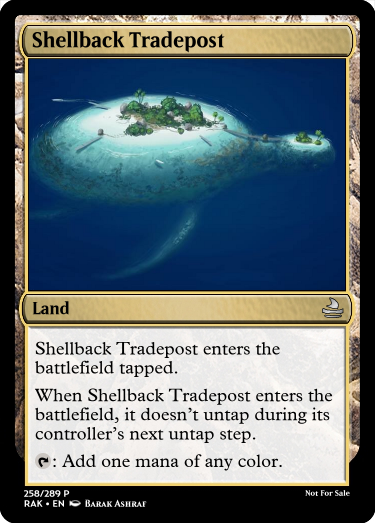 Shellback Tradepost
Land
Shellback Tradepost enters the
battlefield tapped.
When Shellback Tradepost enters the
battlefield, it doesn't untap during its
controller's next untap step.
: Add one mana of any color.
258/289 P
Not For Sale
RAK • EN Barak Ashraf